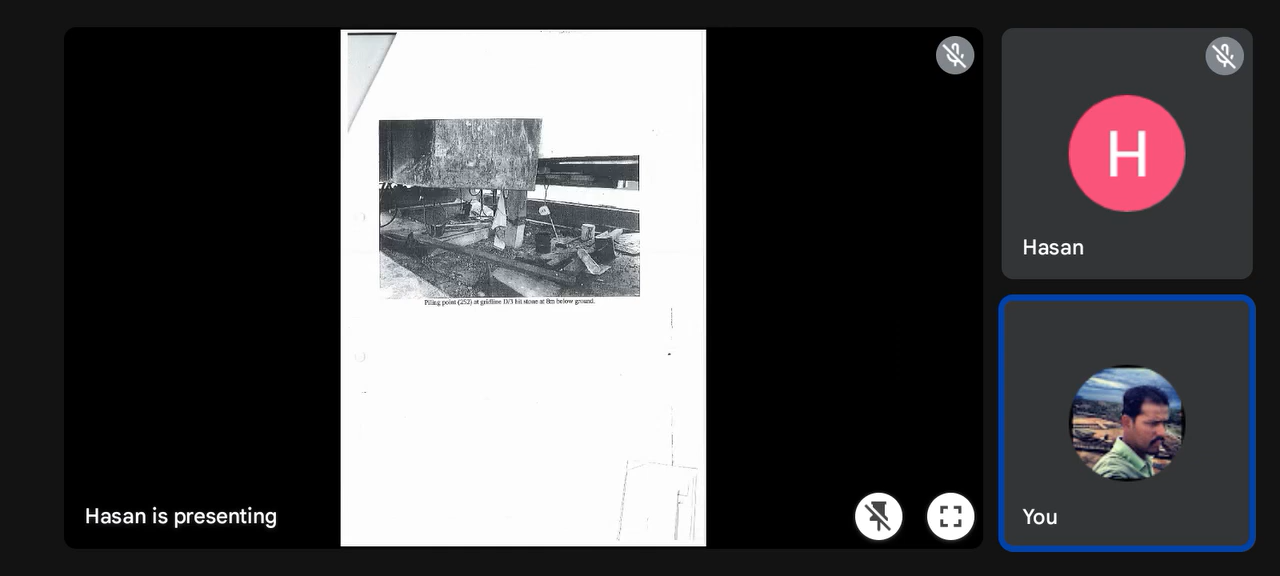 Piling point (252) at gridline D/3 hit stone at 8m below ground.
Hasan is presenting
H
Hasan
You